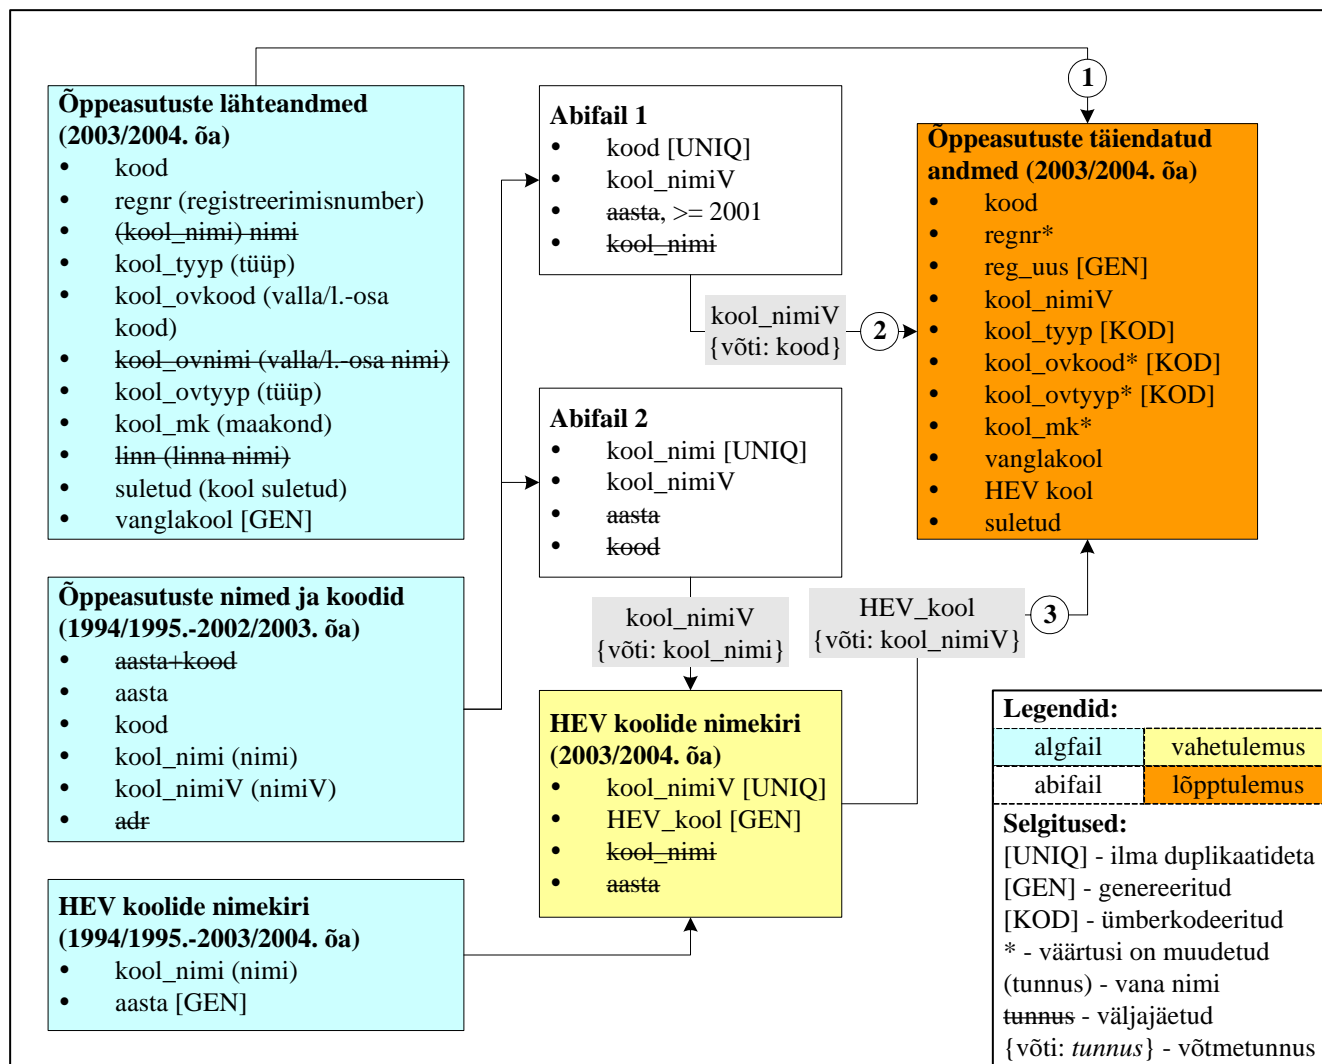 Õppeasutuste lähteandmed
(2003/2004. õa)
• kood
• regnr (registreerimisnumber)
• (kool_nimi) nimi
• kool_tyyp (tüüp)
• kool_ovkood (valla/l.-osa
kood)
• kool_ovnimi (valla/l.-osa nimi)
• kool_ovtyyp (tüüp)
• kool_mk (maakond)
• linn (linna nimi)
• suletud (kool suletud)
• vanglakool [GEN]
Õppeasutuste nimed ja koodid
(1994/1995.-2002/2003. õa)
• aasta+kood
• aasta
• kood
• kool_nimi (nimi)
• kool_nimiV (nimiV)
• adr
HEV koolide nimekiri
(1994/1995.-2003/2004. õa)
• kool_nimi (nimi)
• aasta [GEN]
Abifail 1
• kood [UNIQ]
• kool_nimiV
• aasta, >= 2001
• kool_nimi
kool_nimiV
{võti: kood}
Abifail 2
• kool_nimi [UNIQ]
• kool_nimiV
• aasta
• kood
kool_nimiV
{võti: kool_nimi}
HEV koolide nimekiri
(2003/2004. õa)
• kool_nimiV [UNIQ]
• HEV_kool [GEN]
• kool_nimi
• aasta
1
2
HEV_kool
{võti: kool_nimiV}
3
Õppeasutuste täiendatud
andmed (2003/2004. õa)
• kood
• regnr*
• reg_uus [GEN]
• kool_nimiV
• kool_tyyp [KOD]
• kool_ovkood* [KOD]
• kool_ovtyyp* [KOD]
• kool_mk*
• vanglakool
• HEV kool
• suletud
Legendid:
algfail vahetulemus
abifail lõpptulemus
Selgitused:
[UNIQ] - ilma duplikaatideta
[GEN] - genereeritud
[KOD] - ümberkodeeritud
* - väärtusi on muudetud
(tunnus) - vana nimi
tunnus - väljajäetud
{võti: tunnus} - võtmetunnus